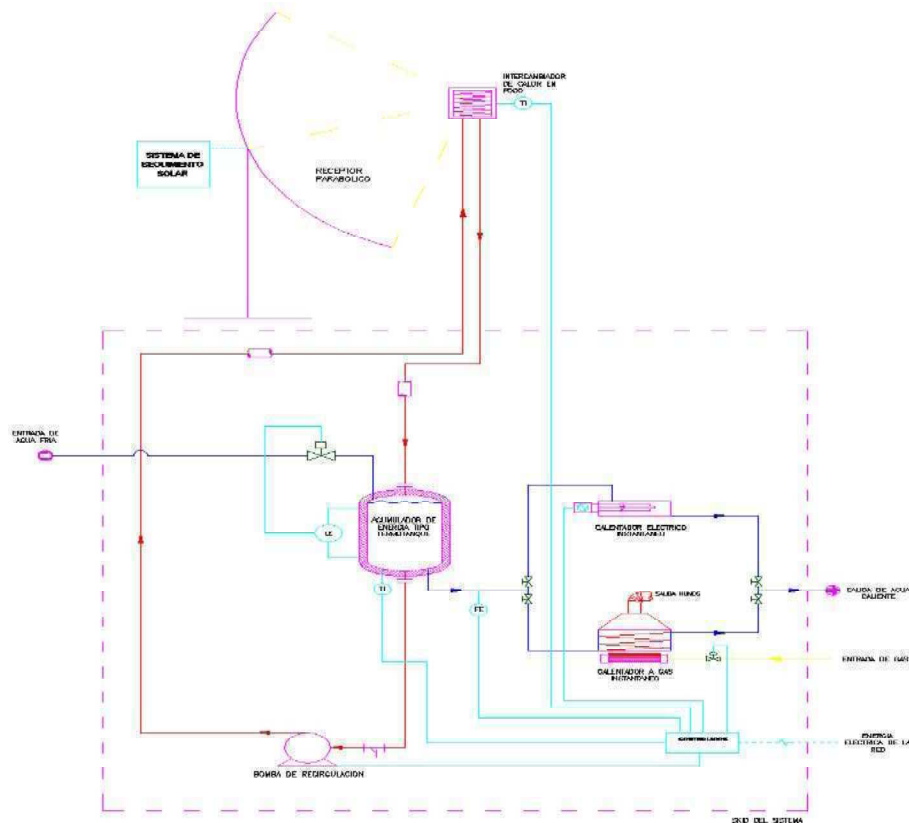 INTERCAMBIADOR
DE CALOR EN
FOCO
TI
SISTEMA DE
SEGUIMIENTO
SOLAR
RECEPTOR
PARABOLICO
ENTRADA DE
AGUA FRIA
ACUMULADOR DE
ENERGIA TIPO
TERMOTANQUE
LC
TI
FC
CALENTADOR ELECTRICO
INSTANTANEO
SALIDA HUMOS
SALIDA DE AGUA
CALIENTE
CALENTADOR A GAS
INSTANTANEO
ENTRADA DE GAS
ENERGIA
ELECTRICA DE LA
RED
BOMBA DE RECIRCULACION
SKID DEL SISTEMA